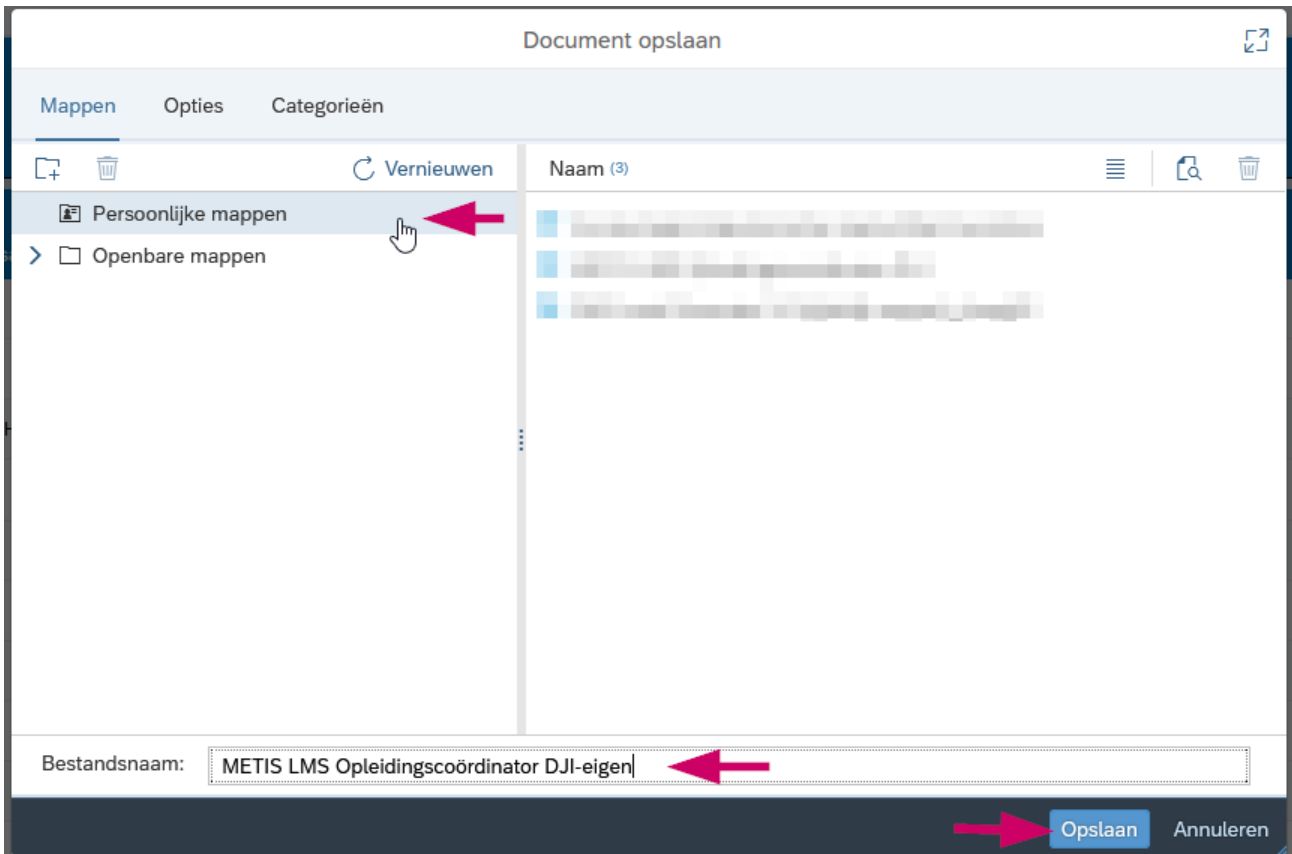 Document opslaan
Mappen Opties Categorieën
Vernieuwen
Naam (3)
Persoonlijke mappen
Openbare mappen
Bestandsnaam: METIS LMS Opleidingscoördinator DJI-eigen
Opslaan Annuleren